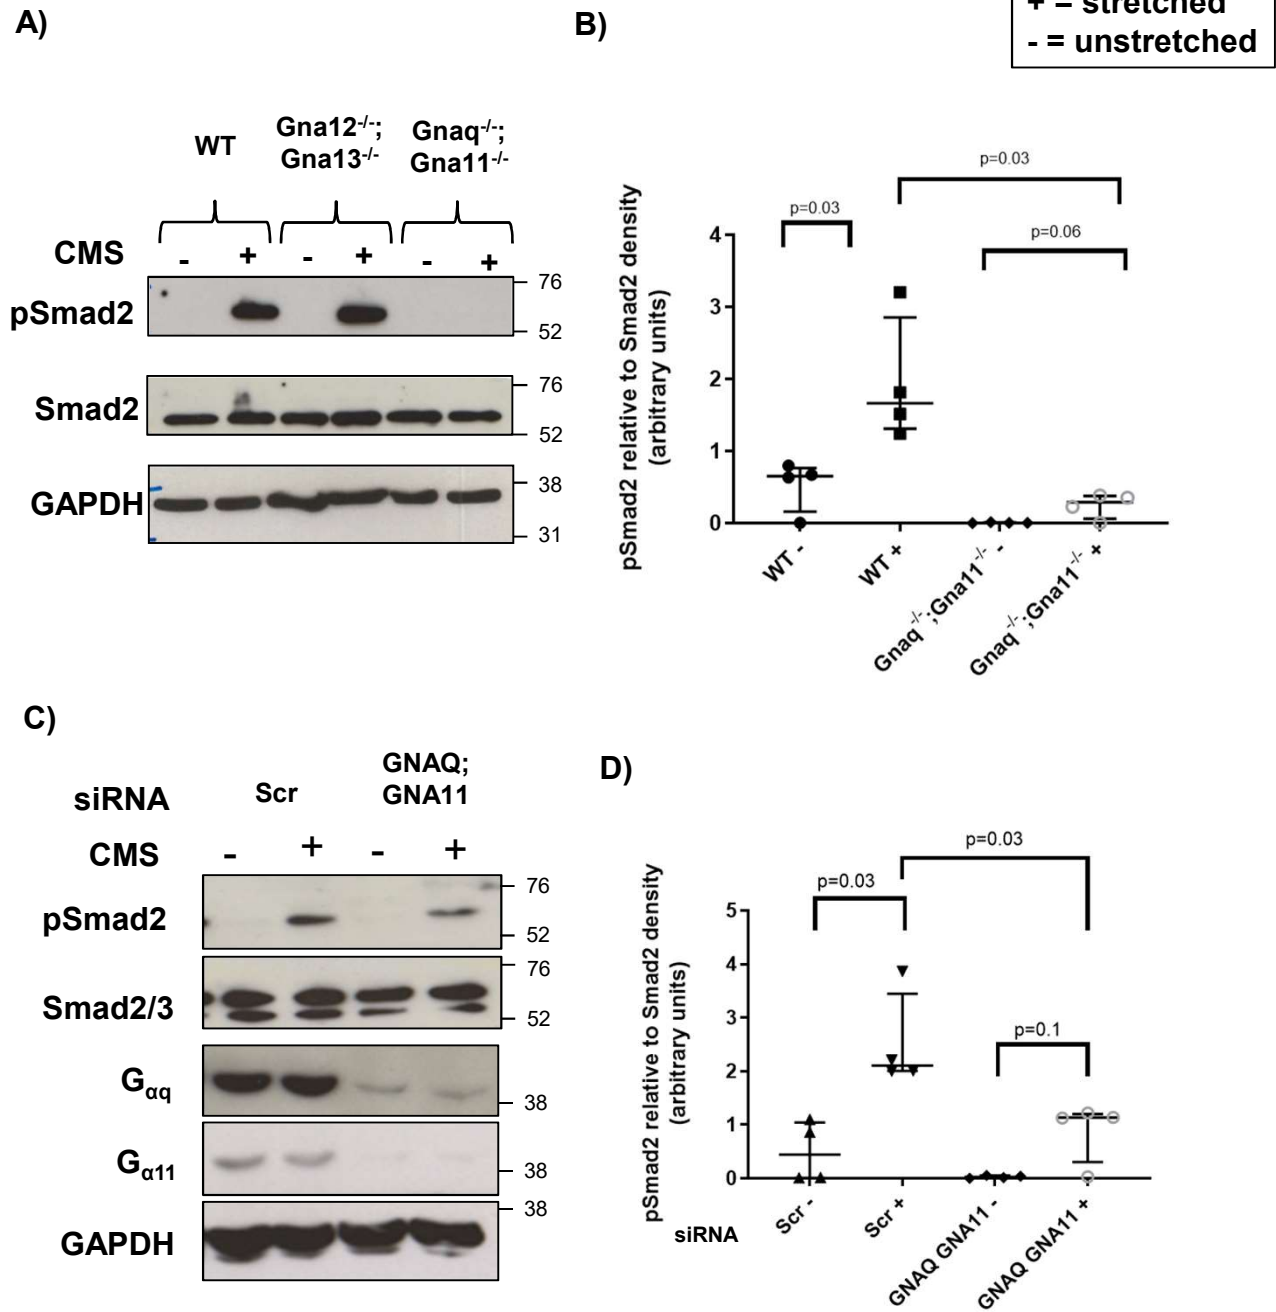 A)
B)
+ = stretched
- = unstretched
WT
Gna12-/-;
Gna13-/-
Gnaq-/-;
Gna11-/-
CMS
- + - + - +
pSmad2
76
52
Smad2
76
52
GAPDH
38
31
pSmad2 relative to Smad2 density
(arbitrary units)
4
3
2
1
0
p=0.03
p=0.03
p=0.06
WT -
WT +
Gnaq-/-;Gna11-/- -
Gnaq-/-;Gna11-/- +
C)
siRNA
Scr
GNAQ;
GNA11
CMS
- + - +
pSmad2
76
52
Smad2/3
76
52
Gαq
38
Gα11
38
GAPDH
38
D)
pSmad2 relative to Smad2 density
(arbitrary units)
5
4
3
2
1
0
p=0.03
p=0.03
p=0.1
siRNA
Scr -
Scr +
GNAQ GNA11 -
GNAQ GNA11 +